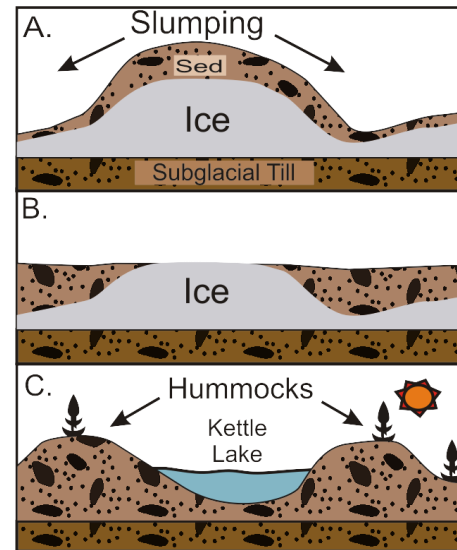 A.
Slumping
Sed
Ice
Subglacial Till
B.
Ice
C.
Hummocks
Kettle
Lake